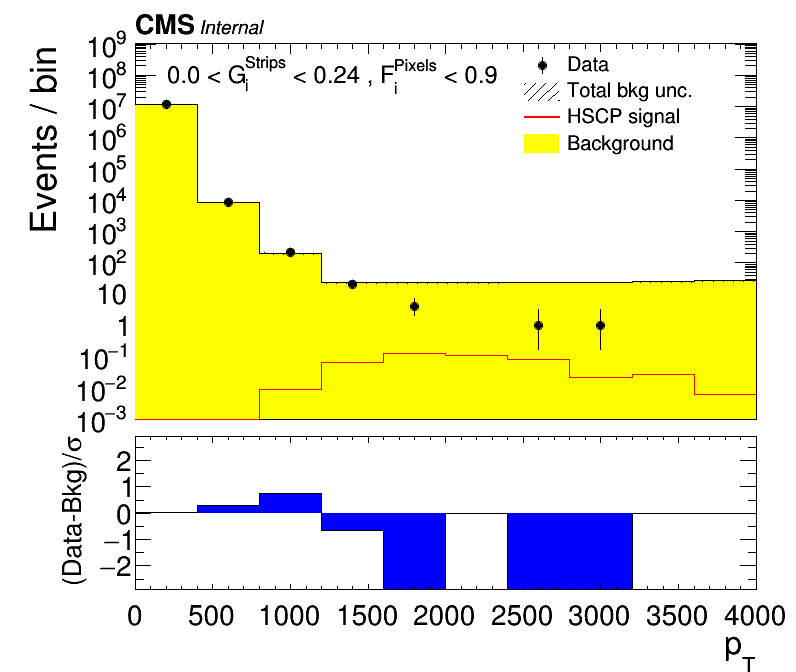 CMS Internal
Events / bin
10^9
10^8
10^7
10^6
10^5
10^4
10^3
10^2
10
1
10^−1
10^−2
10^−3
0.0 < G_i^Strips < 0.24 , F_i^Pixels < 0.9
Data
Total bkg unc.
HSCP signal
Background
(Data-Bkg)/σ
2
1
0
−1
−2
0 500 1000 1500 2000 2500 3000 3500 4000
p_T